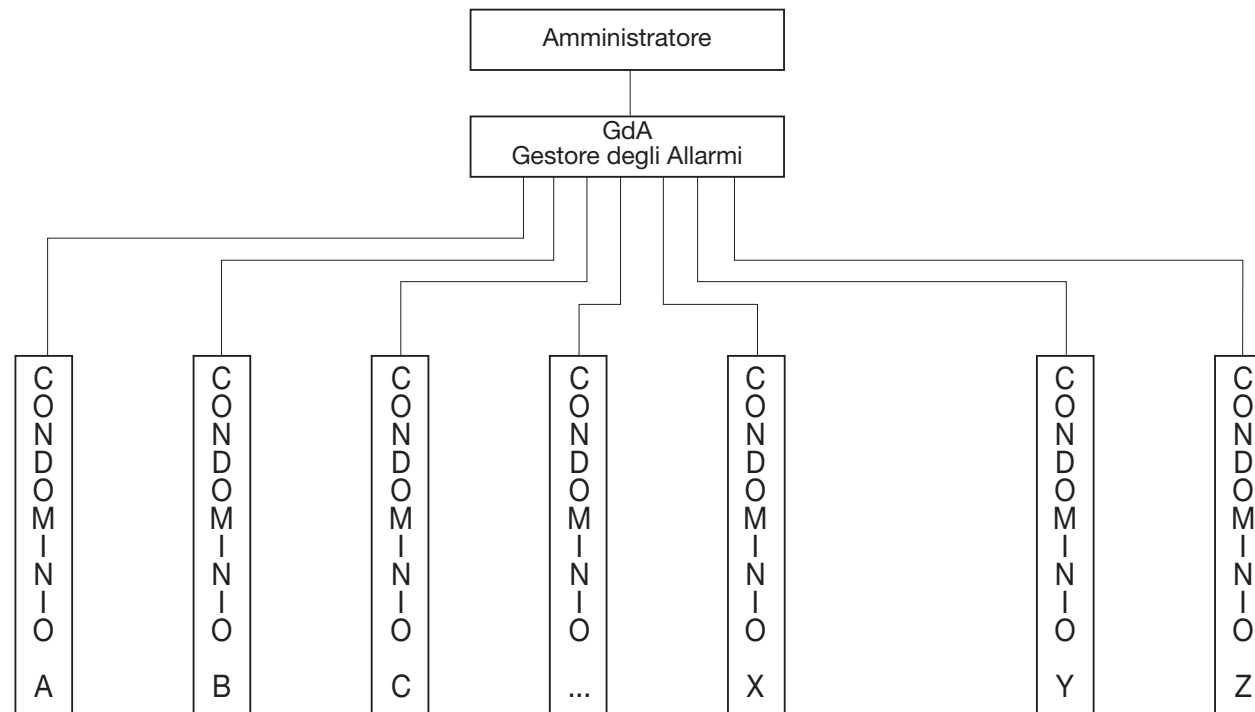 Amministratore
GdA
Gestore degli Allarmi
CONDOMINIO A
CONDOMINIO B
CONDOMINIO C
CONDOMINIO ...
CONDOMINIO X
CONDOMINIO Y
CONDOMINIO Z